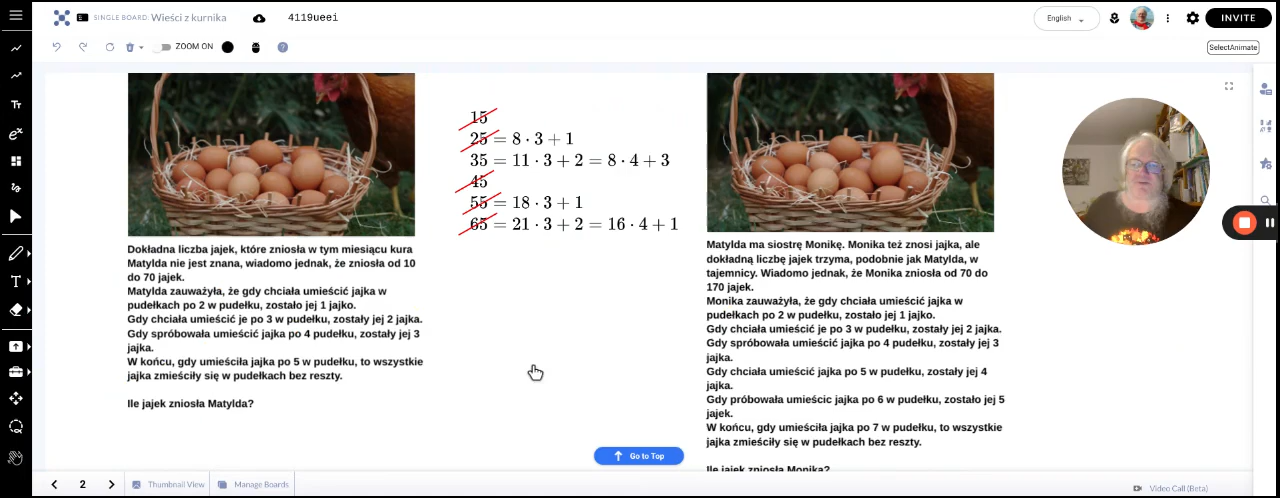 SINGLE BOARD: Wieści z kurnika
4119ueei
English
INVITE
ZOOM ON
SelectAnimate
15
25 = 8 · 3 + 1
35 = 11 · 3 + 2 = 8 · 4 + 3
45
55 = 18 · 3 + 1
65 = 21 · 3 + 2 = 16 · 4 + 1
Dokładna liczba jajek, które zniosła w tym miesiącu kura
Matylda nie jest znana, wiadomo jednak, że zniosła od 10
do 70 jajek.
Matylda zauważyła, że gdy chciała umieścić jajka w
pudełkach po 2 w pudełku, zostało jej 1 jajko.
Gdy chciała umieścić je po 3 w pudełku, zostały jej 2 jajka.
Gdy spróbowała umieścić jajka po 4 pudełku, zostały jej 3
jajka.
W końcu, gdy umieściła jajka po 5 w pudełku, to wszystkie
jajka zmieściły się w pudełkach bez reszty.
Ile jajek zniosła Matylda?
Matylda ma siostrę Monikę. Monika też znosi jajka, ale
dokładną liczbę jajek trzyma, podobnie jak Matylda, w
tajemnicy. Wiadomo jednak, że Monika zniosła od 70 do
170 jajek.
Monika zauważyła, że gdy chciała umieścić jajka w
pudełkach po 2 w pudełku, zostało jej 1 jajko.
Gdy chciała umieścić je po 3 w pudełku, zostały jej 2 jajka.
Gdy spróbowała umieścić jajka po 4 pudełku, zostały jej 3
jajka.
Gdy chciała umieścić jajka po 5 w pudełku, zostały jej 4
jajka.
Gdy próbowała umieścic jajka po 6 w pudełku, zostało jej 5
jajek.
W końcu, gdy umieściła jajka po 7 w pudełku, to wszystkie
jajka zmieściły się w pudełkach bez reszty.
Ile jajek zniosła Monika?
Go to Top
2
Thumbnail View
Manage Boards
Video Call (Beta)
Tт
eˣ
T